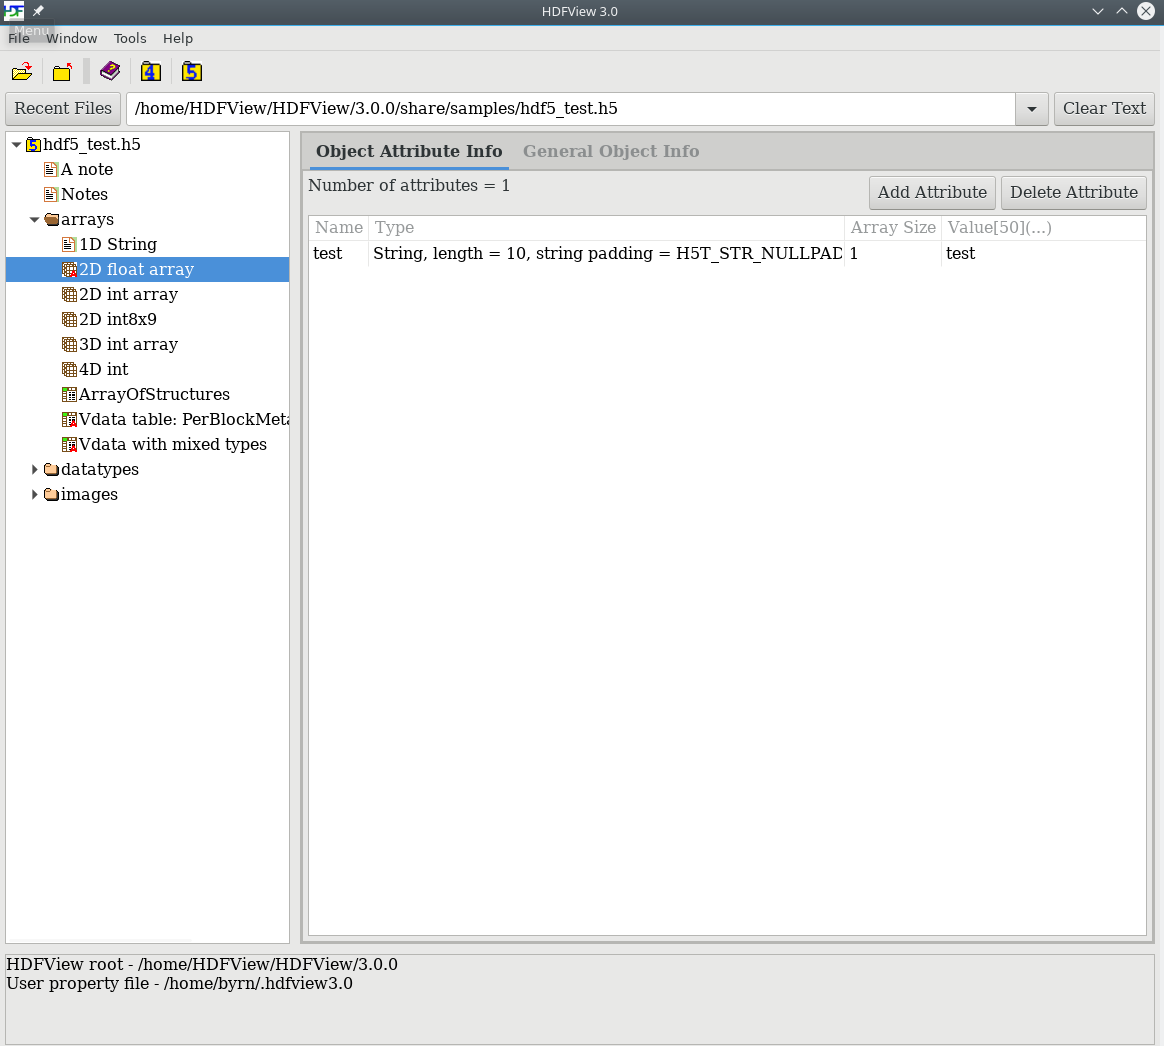 HDFView 3.0
Menu
File Window Tools Help
4 5
Recent Files /home/HDFView/HDFView/3.0.0/share/samples/hdf5_test.h5 Clear Text
hdf5_test.h5
A note
Notes
arrays
1D String
2D float array
2D int array
2D int8x9
3D int array
4D int
ArrayOfStructures
Vdata table: PerBlockMeta
Vdata with mixed types
datatypes
images
Object Attribute Info General Object Info
Number of attributes = 1 Add Attribute Delete Attribute
Name Type Array Size Value[50](...)
test String, length = 10, string padding = H5T_STR_NULLPAD 1 test
HDFView root - /home/HDFView/HDFView/3.0.0
User property file - /home/byrn/.hdfview3.0